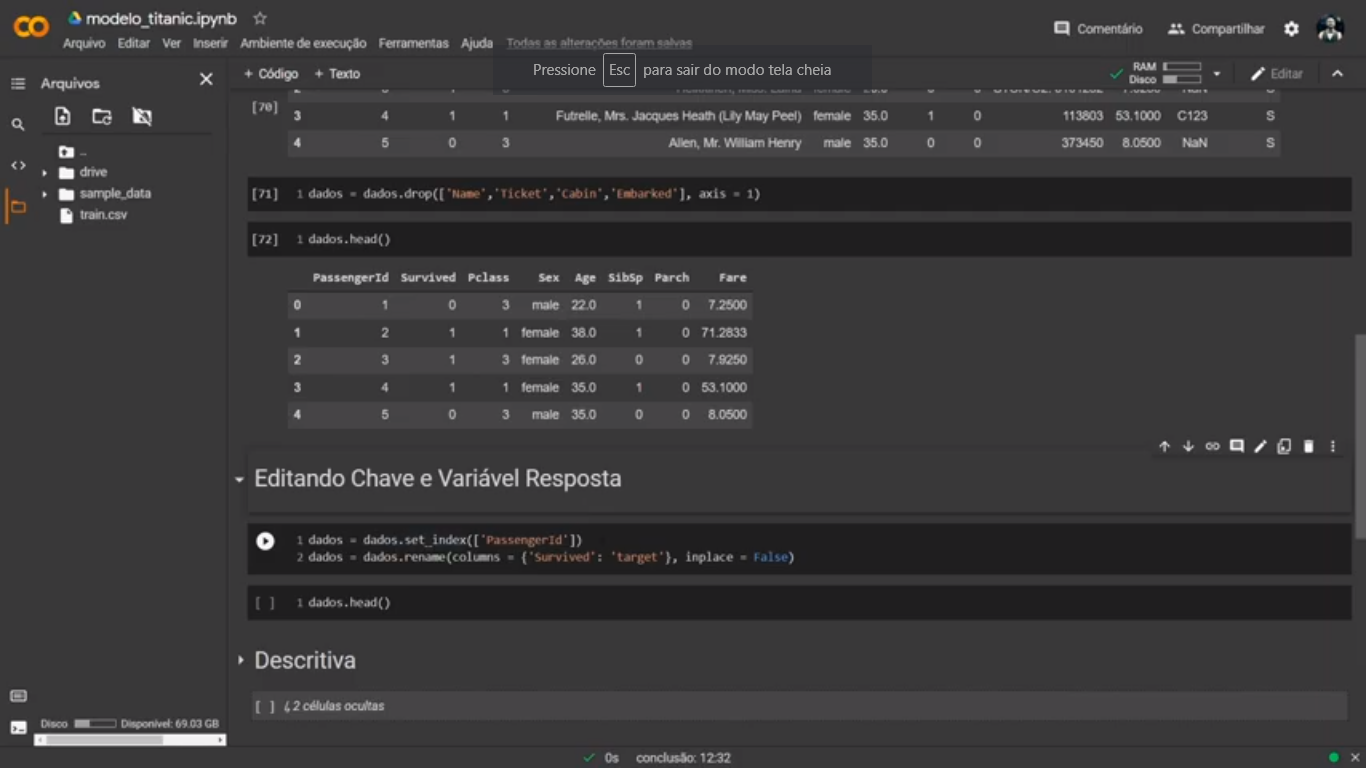 modelo_titanic.ipynb
Comentário Compartilhar
Arquivo Editar Ver Inserir Ambiente de execução Ferramentas Ajuda Todas as alterações foram salvas
Pressione Esc para sair do modo tela cheia
Arquivos
+ Código + Texto
RAM
Disco
Editar
..
drive
sample_data
train.csv
[70]
3 4 1 1 Futrelle, Mrs. Jacques Heath (Lily May Peel) female 35.0 1 0 113803 53.1000 C123 S
4 5 0 3 Allen, Mr. William Henry male 35.0 0 0 373450 8.0500 NaN S
[71] 1 dados = dados.drop(['Name','Ticket','Cabin','Embarked'], axis = 1)
[72] 1 dados.head()
PassengerId Survived Pclass Sex Age SibSp Parch Fare
0 1 0 3 male 22.0 1 0 7.2500
1 2 1 1 female 38.0 1 0 71.2833
2 3 1 3 female 26.0 0 0 7.9250
3 4 1 1 female 35.0 1 0 53.1000
4 5 0 3 male 35.0 0 0 8.0500
Editando Chave e Variável Resposta
1 dados = dados.set_index(['PassengerId'])
2 dados = dados.rename(columns = {'Survived': 'target'}, inplace = False)
[ ] 1 dados.head()
Descritiva
[ ] ↳ 2 células ocultas
Disco Disponível: 69.03 GB
0s conclusão: 12:32